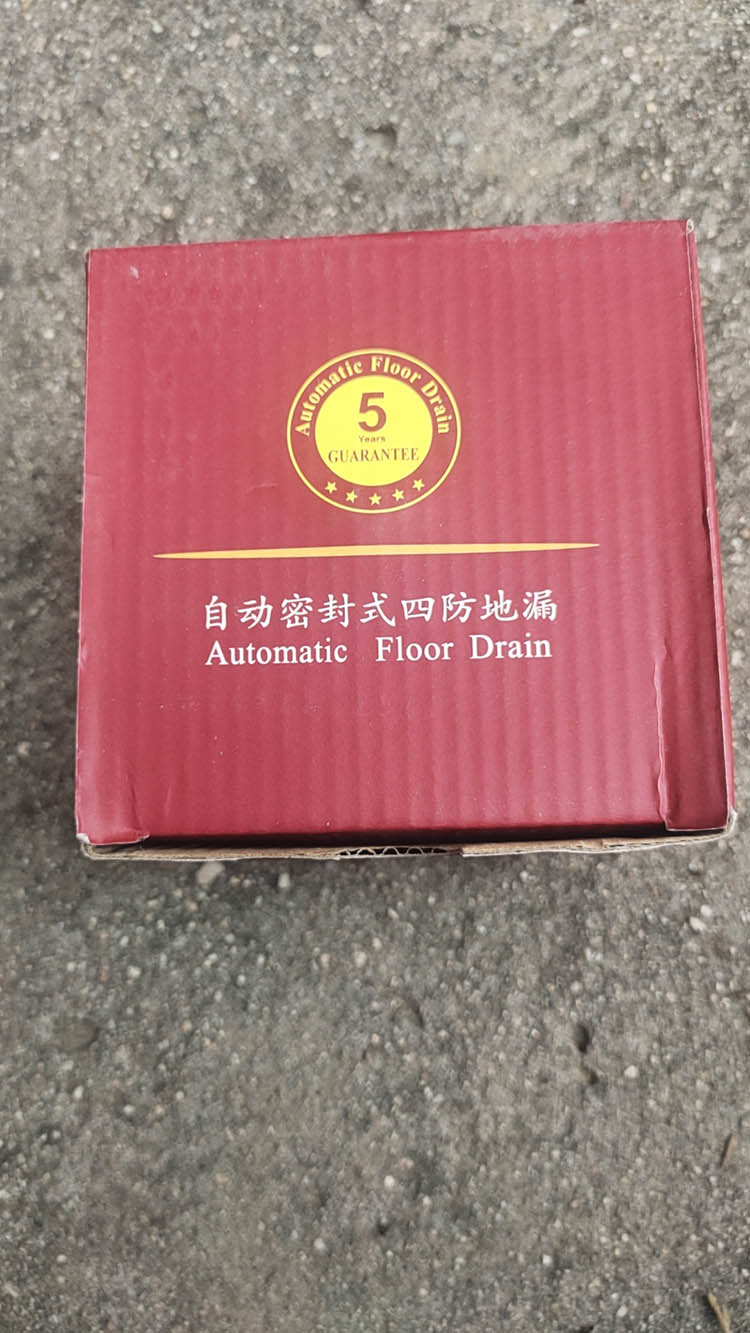 Automatic Floor Drain
5
Years
GUARANTEE
自动密封式四防地漏
Automatic Floor Drain